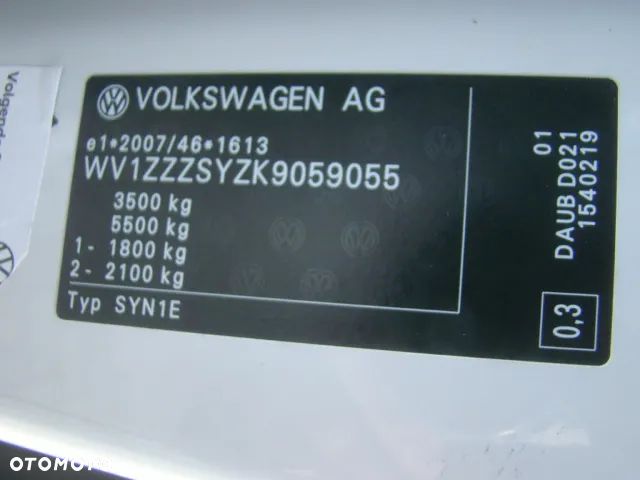 VOLKSWAGEN AG
e1*2007/46*1613
WV1ZZZSYZK9059055
3500 kg
5500 kg
1- 1800 kg
2- 2100 kg
Typ SYN1E
01
DAUB D021
1540219
0,3
OTOMOTO